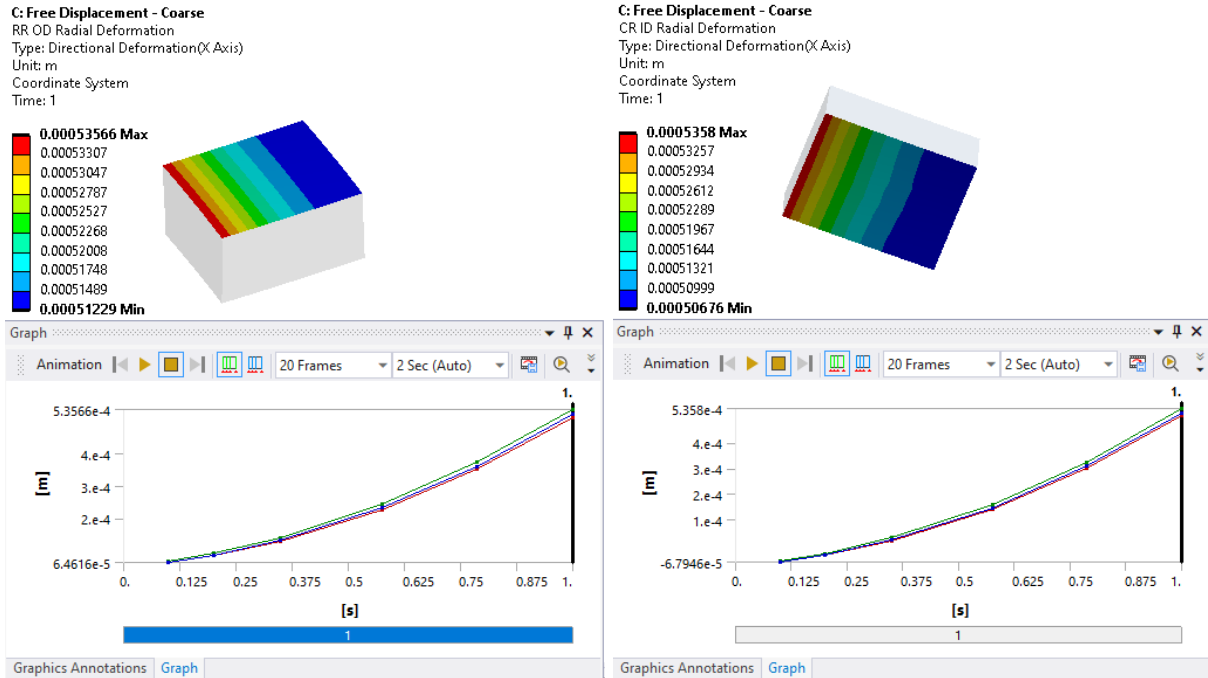 C: Free Displacement - Coarse
RR OD Radial Deformation
Type: Directional Deformation(X Axis)
Unit: m
Coordinate System
Time: 1
0.00053566 Max
0.00053307
0.00053047
0.00052787
0.00052527
0.00052268
0.00052008
0.00051748
0.00051489
0.00051229 Min
Graph
Animation
20 Frames
2 Sec (Auto)
1.
5.3566e-4
4.e-4
3.e-4
2.e-4
6.4616e-5
[m]
0. 0.125 0.25 0.375 0.5 0.625 0.75 0.875 1.
[s]
1
Graphics Annotations Graph
C: Free Displacement - Coarse
CR ID Radial Deformation
Type: Directional Deformation(X Axis)
Unit: m
Coordinate System
Time: 1
0.0005358 Max
0.00053257
0.00052934
0.00052612
0.00052289
0.00051967
0.00051644
0.00051321
0.00050999
0.00050676 Min
Graph
Animation
20 Frames
2 Sec (Auto)
1.
5.358e-4
4.e-4
3.e-4
2.e-4
1.e-4
-6.7946e-5
[m]
0. 0.125 0.25 0.375 0.5 0.625 0.75 0.875 1.
[s]
1
Graphics Annotations Graph